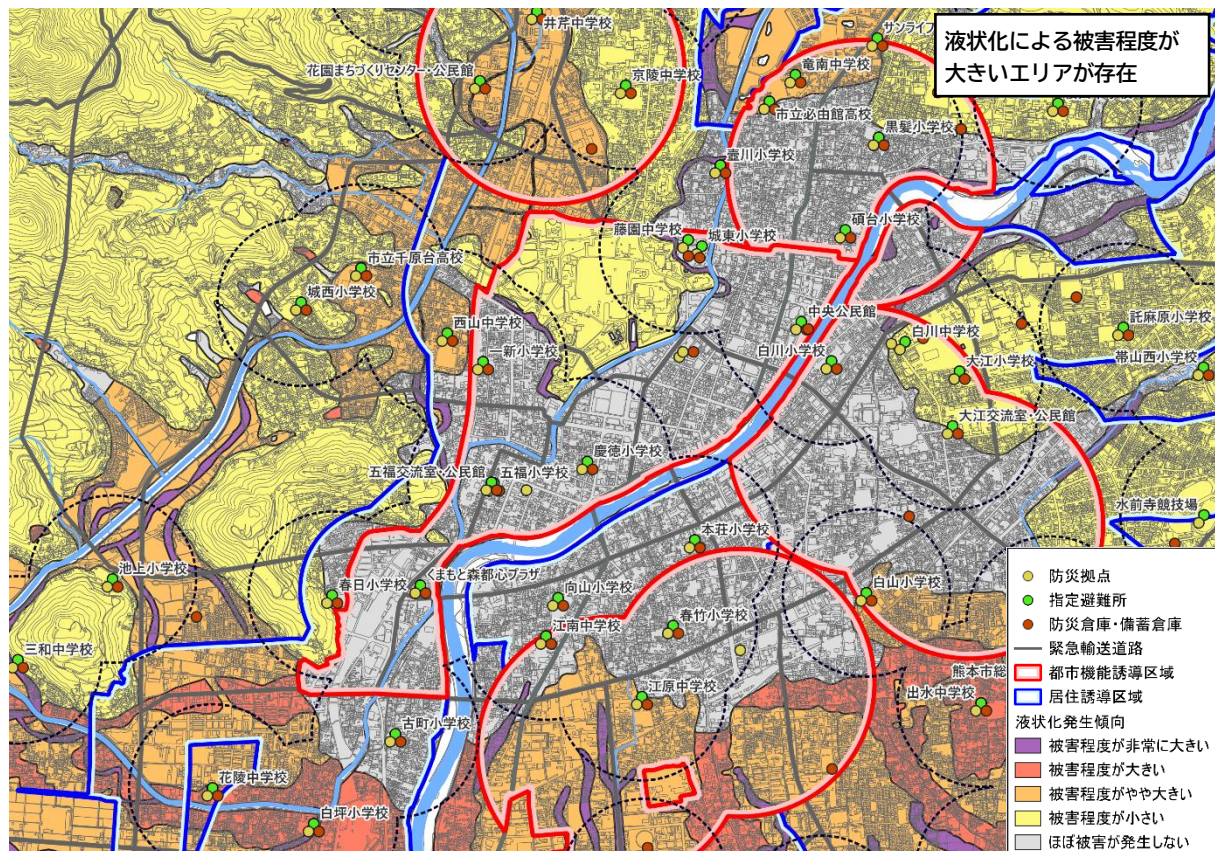 液状化による被害程度が
大きいエリアが存在
井芹中学校
サンライフ
花園まちづくりセンター・公民館
京陵中学校
竜南中学校
市立必由館高校
黒髪小学校
壺川小学校
藤園中学校
城東小学校
碩台小学校
市立千原台高校
城西小学校
中央公民館
託麻原小学校
西山中学校
一新小学校
白川小学校
白川中学校
大江小学校
帯山西小学校
大江交流室・公民館
慶徳小学校
五福交流室・公民館
五福小学校
水前寺競技場
本荘小学校
池上小学校
春日小学校
くまもと森都心プラザ
向山小学校
白山小学校
江南中学校
春竹小学校
三和中学校
熊本市総
出水中学校
江原中学校
古町小学校
花陵中学校
白坪小学校
防災拠点
指定避難所
防災倉庫・備蓄倉庫
緊急輸送道路
都市機能誘導区域
居住誘導区域
液状化発生傾向
被害程度が非常に大きい
被害程度が大きい
被害程度がやや大きい
被害程度が小さい
ほぼ被害が発生しない